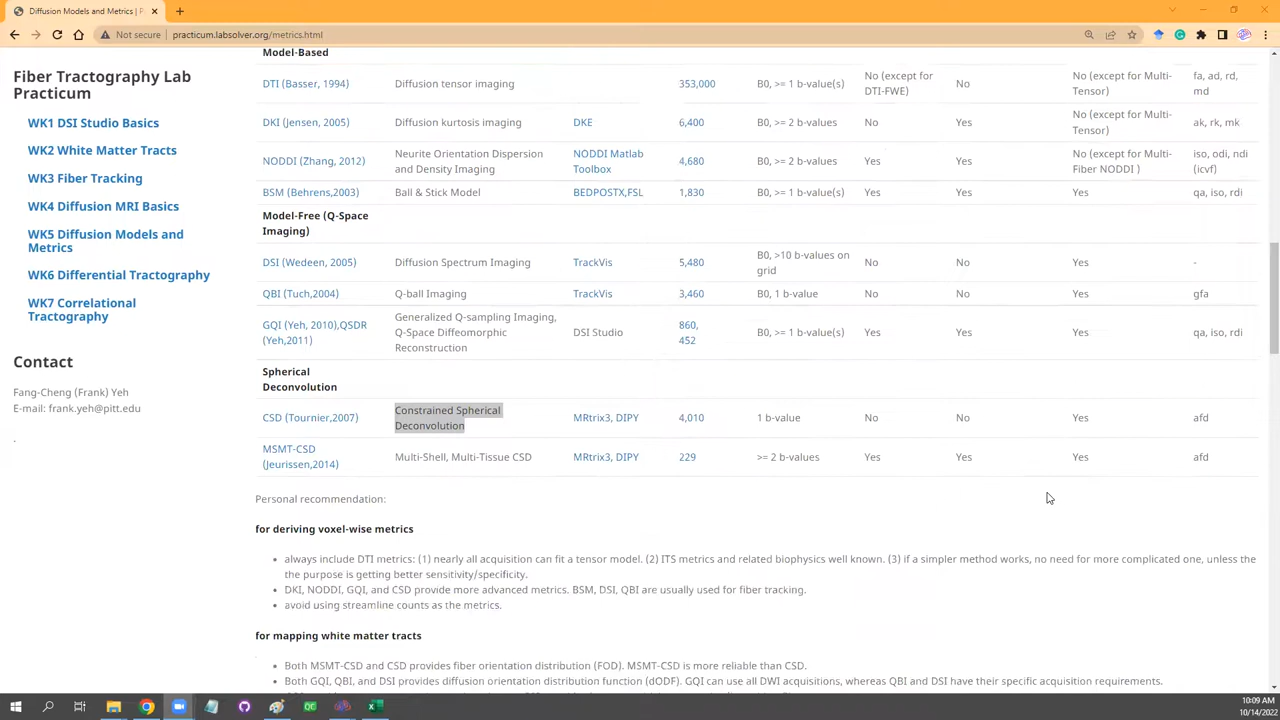 Diffusion Models and Metrics | P
Not secure | practicum.labsolver.org/metrics.html
Fiber Tractography Lab
Practicum
WK1 DSI Studio Basics
WK2 White Matter Tracts
WK3 Fiber Tracking
WK4 Diffusion MRI Basics
WK5 Diffusion Models and
Metrics
WK6 Differential Tractography
WK7 Correlational
Tractography
Contact
Fang-Cheng (Frank) Yeh
E-mail: frank.yeh@pitt.edu
.
Model-Based
DTI (Basser, 1994) Diffusion tensor imaging 353,000 B0, >= 1 b-value(s) No (except for No No (except for Multi- fa, ad, rd,
DTI-FWE) Tensor) md
DKI (Jensen, 2005) Diffusion kurtosis imaging DKE 6,400 B0, >= 2 b-values No Yes No (except for Multi- ak, rk, mk
Tensor)
NODDI (Zhang, 2012) Neurite Orientation Dispersion NODDI Matlab 4,680 B0, >= 2 b-values Yes Yes No (except for Multi- iso, odi, ndi
and Density Imaging Toolbox Fiber NODDI ) (icvf)
BSM (Behrens,2003) Ball & Stick Model BEDPOSTX,FSL 1,830 B0, >= 1 b-value(s) Yes Yes Yes qa, iso, rdi
Model-Free (Q-Space
Imaging)
DSI (Wedeen, 2005) Diffusion Spectrum Imaging TrackVis 5,480 B0, >10 b-values on No No Yes -
grid
QBI (Tuch,2004) Q-ball Imaging TrackVis 3,460 B0, 1 b-value No No Yes gfa
GQI (Yeh, 2010),QSDR Generalized Q-sampling Imaging, DSI Studio 860, B0, >= 1 b-value(s) Yes Yes Yes qa, iso, rdi
(Yeh,2011) Q-Space Diffeomorphic 452
Reconstruction
Spherical
Deconvolution
CSD (Tournier,2007) Constrained Spherical MRtrix3, DIPY 4,010 1 b-value No No Yes afd
Deconvolution
MSMT-CSD Multi-Shell, Multi-Tissue CSD MRtrix3, DIPY 229 >= 2 b-values Yes Yes Yes afd
(Jeurissen,2014)
Personal recommendation:
for deriving voxel-wise metrics
always include DTI metrics: (1) nearly all acquisition can fit a tensor model. (2) ITS metrics and related biophysics well known. (3) if a simpler method works, no need for more complicated one, unless
the purpose is getting better sensitivity/specificity.
DKI, NODDI, GQI, and CSD provide more advanced metrics. BSM, DSI, QBI are usually used for fiber tracking.
avoid using streamline counts as the metrics.
for mapping white matter tracts
Both MSMT-CSD and CSD provides fiber orientation distribution (FOD). MSMT-CSD is more reliable than CSD.
Both GQI, QBI, and DSI provides diffusion orientation distribution function (dODF). GQI can use all DWI acquisitions, whereas QBI and DSI have their specific acquisition requirements.
10:09 AM
10/14/2022